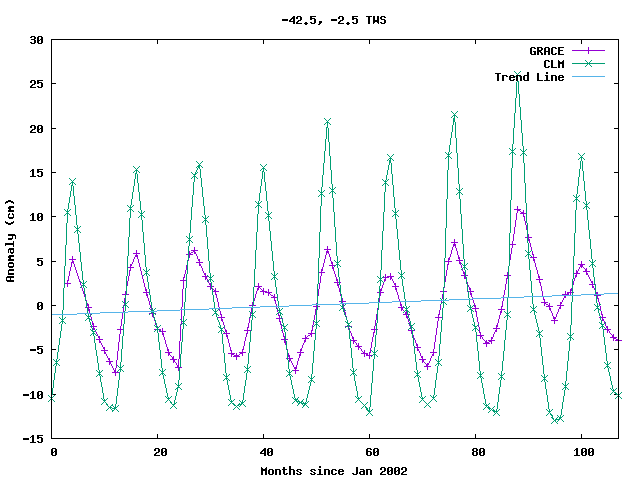 -42.5, -2.5 TWS
30
GRACE
CLM
Trend Line
25
20
15
10
5
0
-5
-10
-15
Anomaly (cm)
0 20 40 60 80 100
Months since Jan 2002